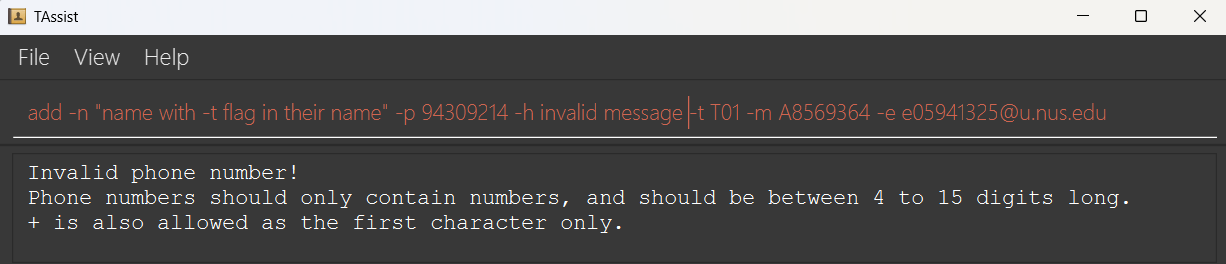 TAssist
File View Help
add -n "name with -t flag in their name" -p 94309214 -h invalid message -t T01 -m A8569364 -e e05941325@u.nus.edu
Invalid phone number!
Phone numbers should only contain numbers, and should be between 4 to 15 digits long.
+ is also allowed as the first character only.